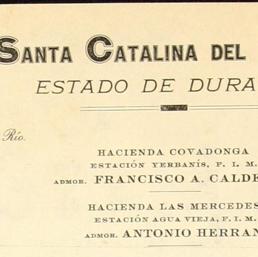 SANTA CATALINA DEL
ESTADO DE DURA
Río.
HACIENDA COVADONGA
ESTACIÓN YERBANÍS, F. I. M.
ADMOR. FRANCISCO A. CALDE
HACIENDA LAS MERCEDES
ESTACIÓN AGUA VIEJA, F. I. M.
ADMOR. ANTONIO HERRAN